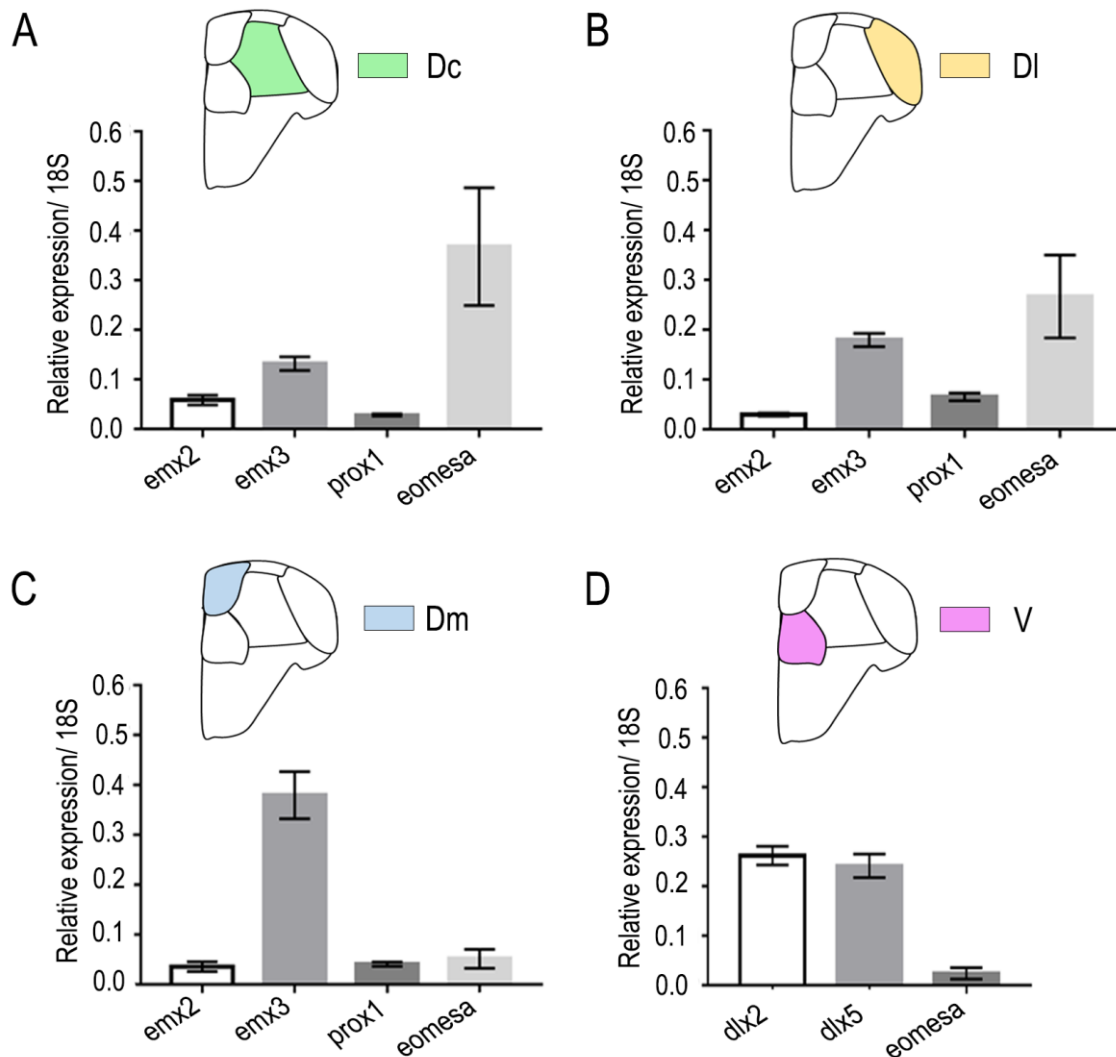 A
Dc
Relative expression/ 18S
0.6
0.5
0.4
0.3
0.2
0.1
0.0
emx2
emx3
prox1
eomesa
B
Dl
Relative expression/ 18S
0.6
0.5
0.4
0.3
0.2
0.1
0.0
emx2
emx3
prox1
eomesa
C
Dm
Relative expression/ 18S
0.6
0.5
0.4
0.3
0.2
0.1
0.0
emx2
emx3
prox1
eomesa
D
V
Relative expression/ 18S
0.6
0.5
0.4
0.3
0.2
0.1
0.0
dlx2
dlx5
eomesa